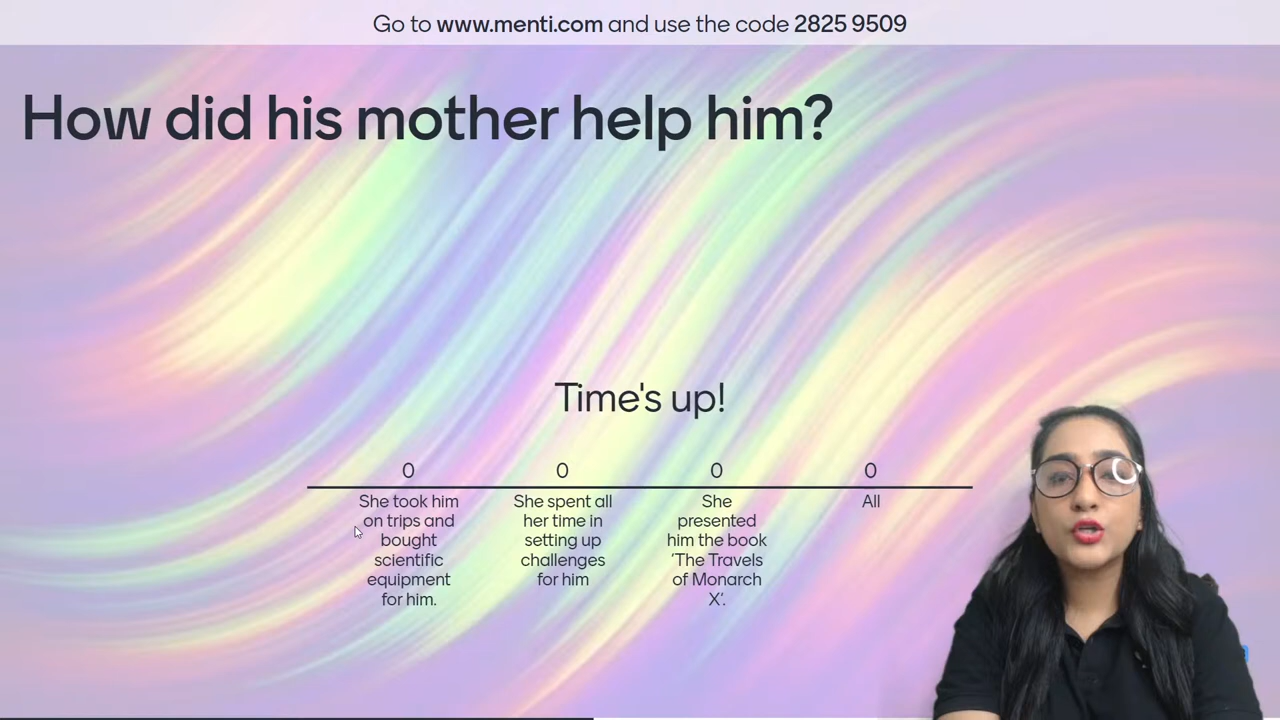 Go to www.menti.com and use the code 2825 9509
How did his mother help him?
Time's up!
0
0
0
0
She took him
on trips and
bought
scientific
equipment
for him.
She spent all
her time in
setting up
challenges
for him
She
presented
him the book
'The Travels
of Monarch
X'.
All